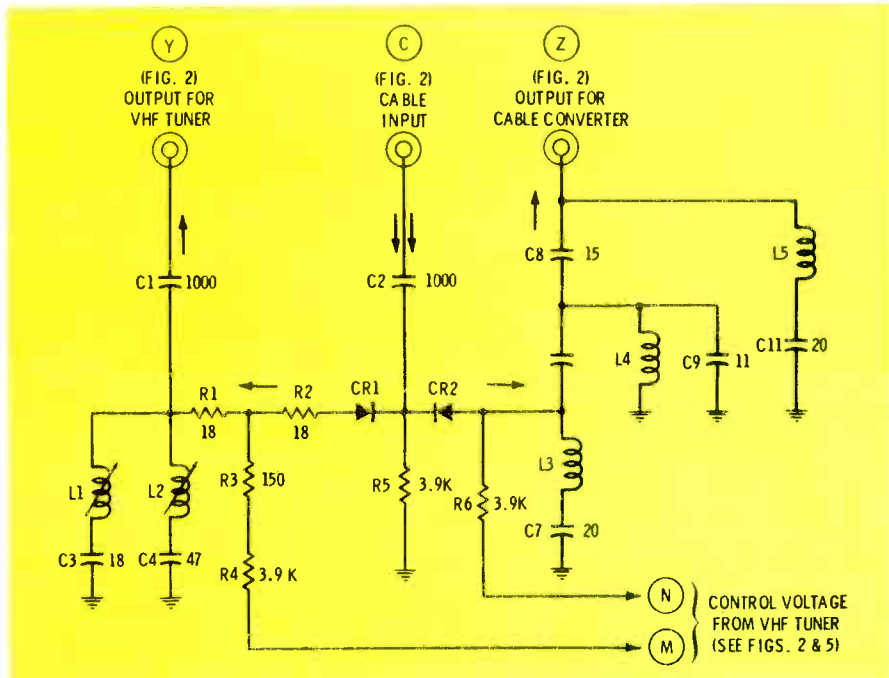 Y
(FIG. 2)
OUTPUT FOR
VHF TUNER
C
(FIG. 2)
CABLE
INPUT
Z
(FIG. 2)
OUTPUT FOR
CABLE CONVERTER
C1 1000
C2 1000
C8 15
L5
L4
C9 11
C11 20
R1
18
R2
18
CR1
CR2
L1
L2
R3 150
R5 3.9K
R6 3.9K
L3
C3 18
C4 47
R4 3.9 K
C7 20
N
M
CONTROL VOLTAGE
FROM VHF TUNER
(SEE FIGS. 2 & 5)